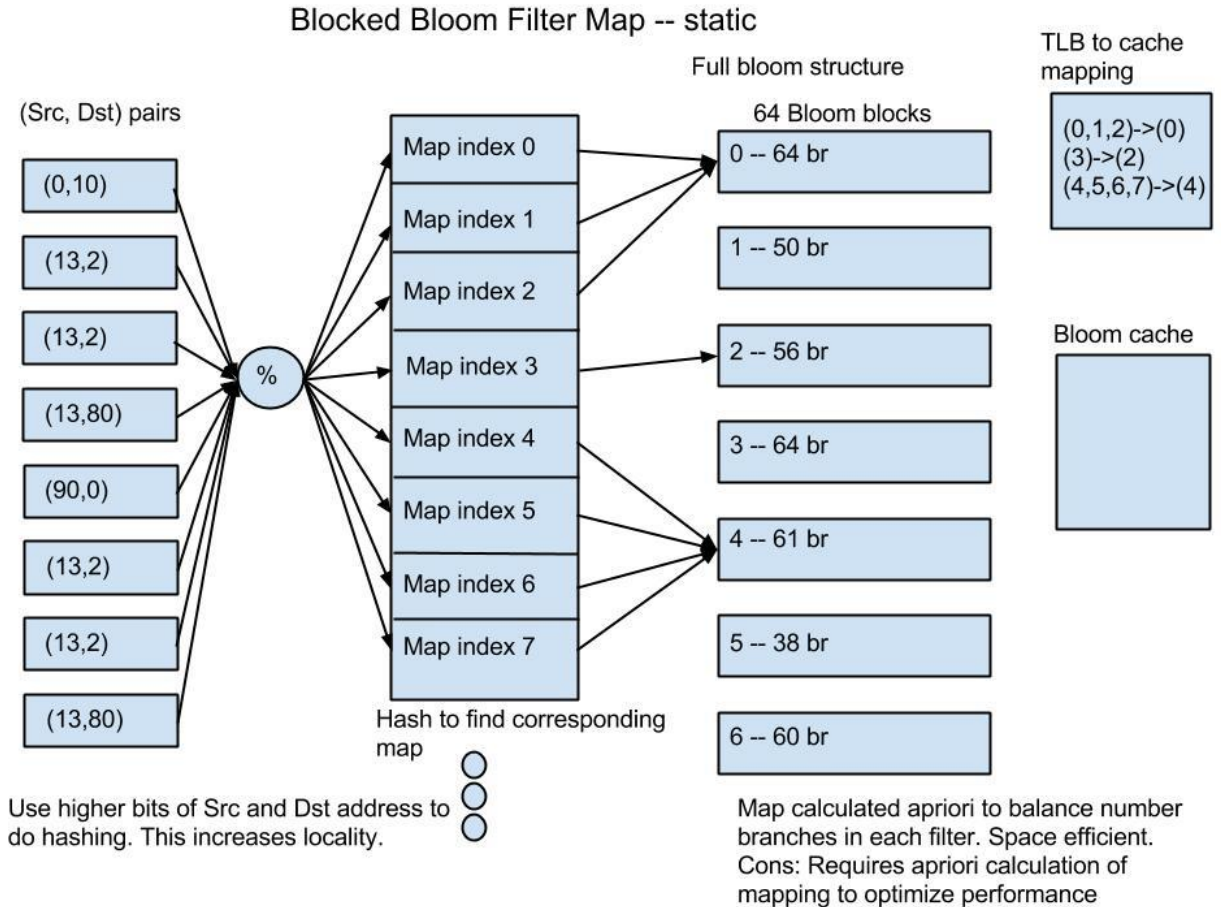 Blocked Bloom Filter Map -- static
(Src, Dst) pairs
(0,10)
(13,2)
(13,2)
(13,80)
(90,0)
(13,2)
(13,2)
(13,80)
%
Map index 0
Map index 1
Map index 2
Map index 3
Map index 4
Map index 5
Map index 6
Map index 7
Hash to find corresponding
map
Use higher bits of Src and Dst address to
do hashing. This increases locality.
Full bloom structure
64 Bloom blocks
0 -- 64 br
1 -- 50 br
2 -- 56 br
3 -- 64 br
4 -- 61 br
5 -- 38 br
6 -- 60 br
Map calculated apriori to balance number
branches in each filter. Space efficient.
Cons: Requires apriori calculation of
mapping to optimize performance
TLB to cache
mapping
(0,1,2)->(0)
(3)->(2)
(4,5,6,7)->(4)
Bloom cache